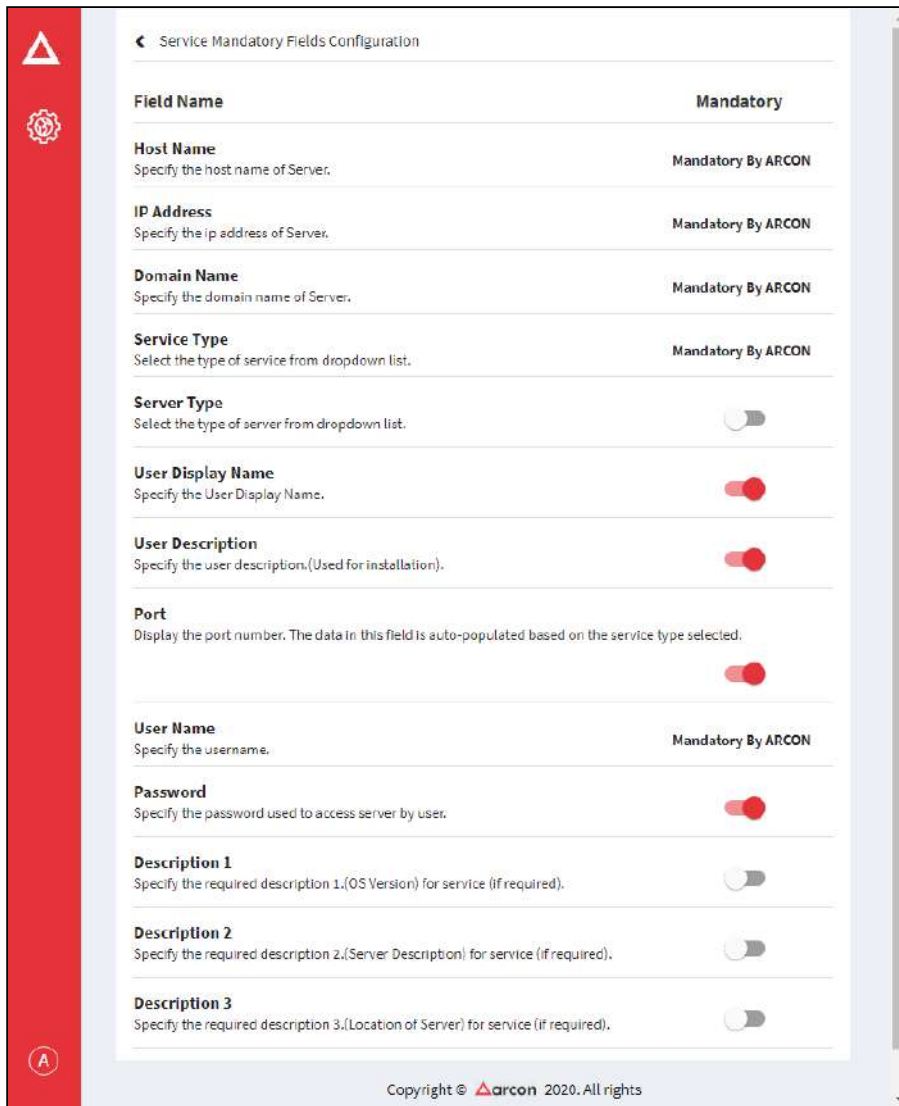 Service Mandatory Fields Configuration
Field Name Mandatory
Host Name
Specify the host name of Server.
Mandatory By ARCON
IP Address
Specify the ip address of Server.
Mandatory By ARCON
Domain Name
Specify the domain name of Server.
Mandatory By ARCON
Service Type
Select the type of service from dropdown list.
Mandatory By ARCON
Server Type
Select the type of server from dropdown list.
User Display Name
Specify the User Display Name.
User Description
Specify the user description.(Used for installation).
Port
Display the port number. The data in this field is auto-populated based on the service type selected.
User Name
Specify the username.
Mandatory By ARCON
Password
Specify the password used to access server by user.
Description 1
Specify the required description 1.(OS Version) for service (if required).
Description 2
Specify the required description 2.(Server Description) for service (if required).
Description 3
Specify the required description 3.(Location of Server) for service (if required).
A
Copyright © arcon 2020. All rights